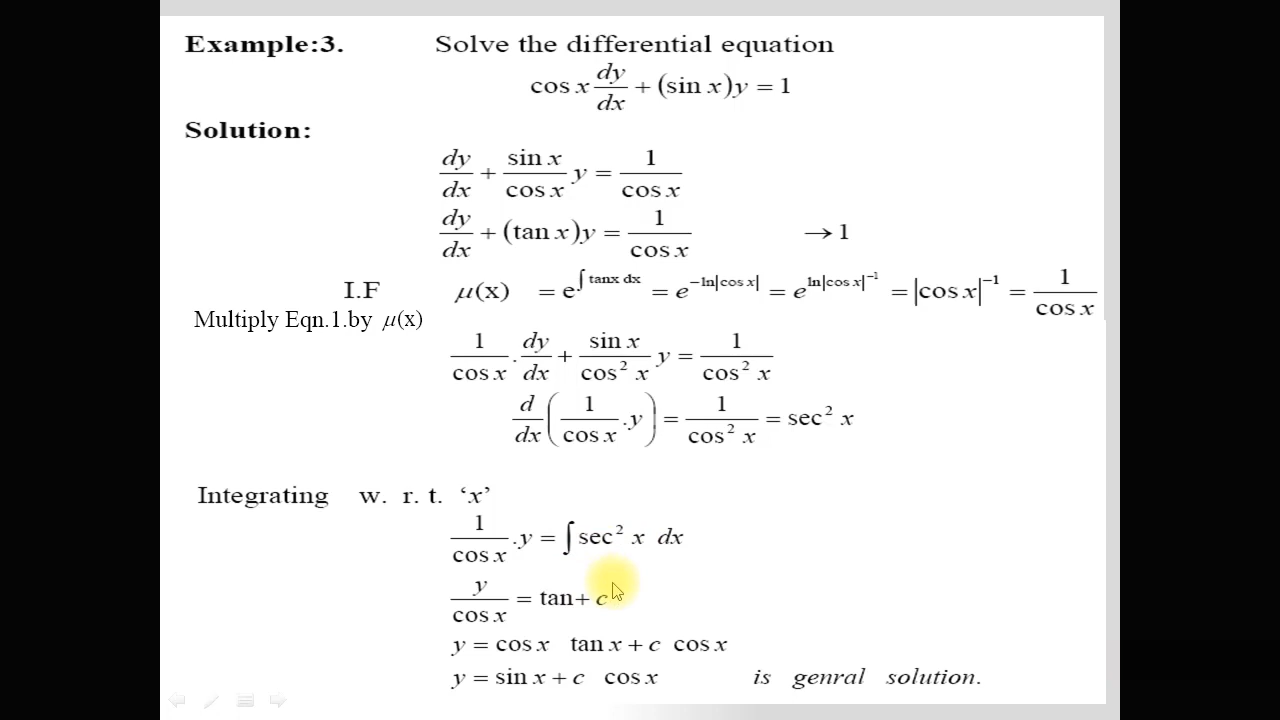 Example:3. Solve the differential equation
cos x dy/dx + (sin x)y = 1
Solution:
dy/dx + sin x/cos x y = 1/cos x
dy/dx + (tan x)y = 1/cos x → 1
I.F μ(x) = e^∫tanx dx = e^−ln|cos x| = e^ln|cos x|^−1 = |cos x|^−1 = 1/cos x
Multiply Eqn.1.by μ(x)
1/cos x . dy/dx + sin x/cos² x y = 1/cos² x
d/dx (1/cos x .y) = 1/cos² x = sec² x
Integrating w. r. t. ‘x’
1/cos x .y = ∫ sec² x dx
y/cos x = tan+ c
y = cos x tan x + c cos x
y = sin x + c cos x is genral solution.